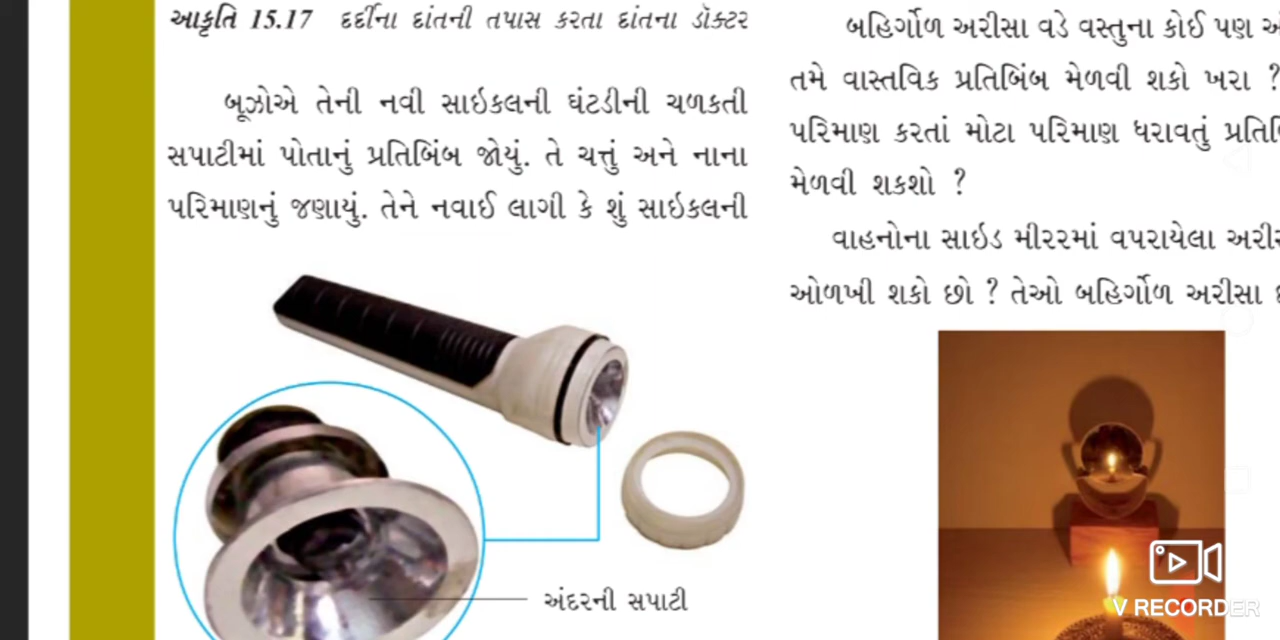 આકૃતિ 15.17 દર્દીના દાંતની તપાસ કરતા દાંતના ડૉક્ટર
બૂઝોએ તેની નવી સાઇકલની ઘંટડીની ચળકતી
સપાટીમાં પોતાનું પ્રતિબિંબ જોયું. તે ચત્તું અને નાના
પરિમાણનું જણાયું. તેને નવાઈ લાગી કે શું સાઇકલની
અંદરની સપાટી
બહિર્ગોળ અરીસા વડે વસ્તુના કોઈ પણ
તમે વાસ્તવિક પ્રતિબિંબ મેળવી શકો ખરા ?
પરિમાણ કરતાં મોટા પરિમાણ ધરાવતું
મેળવી શકશો ?
વાહનોના સાઇડ મીરરમાં વપરાયેલા
ઓળખી શકો છો ? તેઓ બહિર્ગોળ અરીસા
V RECORDER